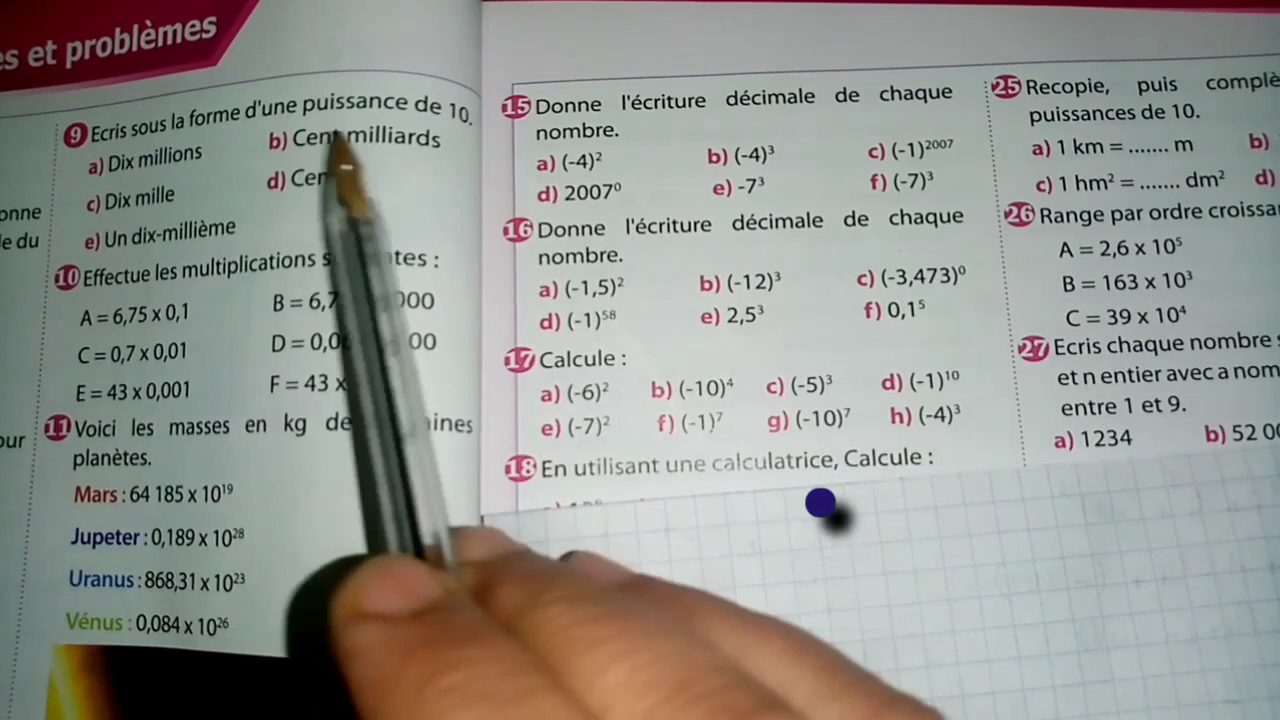 es et problèmes
9 Ecris sous la forme d'une puissance de 10.
a) Dix millions b) Cent milliards
c) Dix mille d) Cen
e) Un dix-millième
onne
le du
our
10 Effectue les multiplications s ntes :
A = 6,75 x 0,1 B = 6,7 000
C = 0,7 x 0,01 D = 0,0 00
E = 43 x 0,001 F = 43 x
11 Voici les masses en kg de aines
planètes.
Mars : 64 185 x 10¹⁹
Jupeter : 0,189 x 10²⁸
Uranus : 868,31 x 10²³
Vénus : 0,084 x 10²⁶
15 Donne l'écriture décimale de chaque
nombre.
a) (-4)² b) (-4)³ c) (-1)²⁰⁰⁷
d) 2007⁰ e) -7³ f) (-7)³
16 Donne l'écriture décimale de chaque
nombre.
a) (-1,5)² b) (-12)³ c) (-3,473)⁰
d) (-1)⁵⁸ e) 2,5³ f) 0,1⁵
17 Calcule :
a) (-6)² b) (-10)⁴ c) (-5)³ d) (-1)¹⁰
e) (-7)² f) (-1)⁷ g) (-10)⁷ h) (-4)³
18 En utilisant une calculatrice, Calcule :
25 Recopie, puis complè
puissances de 10.
a) 1 km = ....... m b)
c) 1 hm² = ....... dm² d)
26 Range par ordre croissa
A = 2,6 x 10⁵
B = 163 x 10³
C = 39 x 10⁴
27 Ecris chaque nombre s
et n entier avec a nom
entre 1 et 9.
a) 1234 b) 52 00